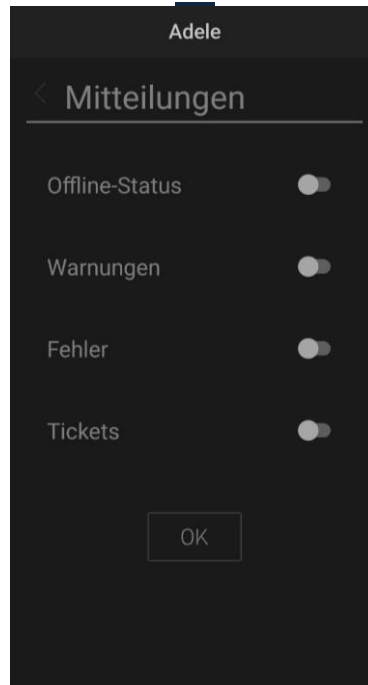 Adele
Mitteilungen
Offline-Status
Warnungen
Fehler
Tickets
OK